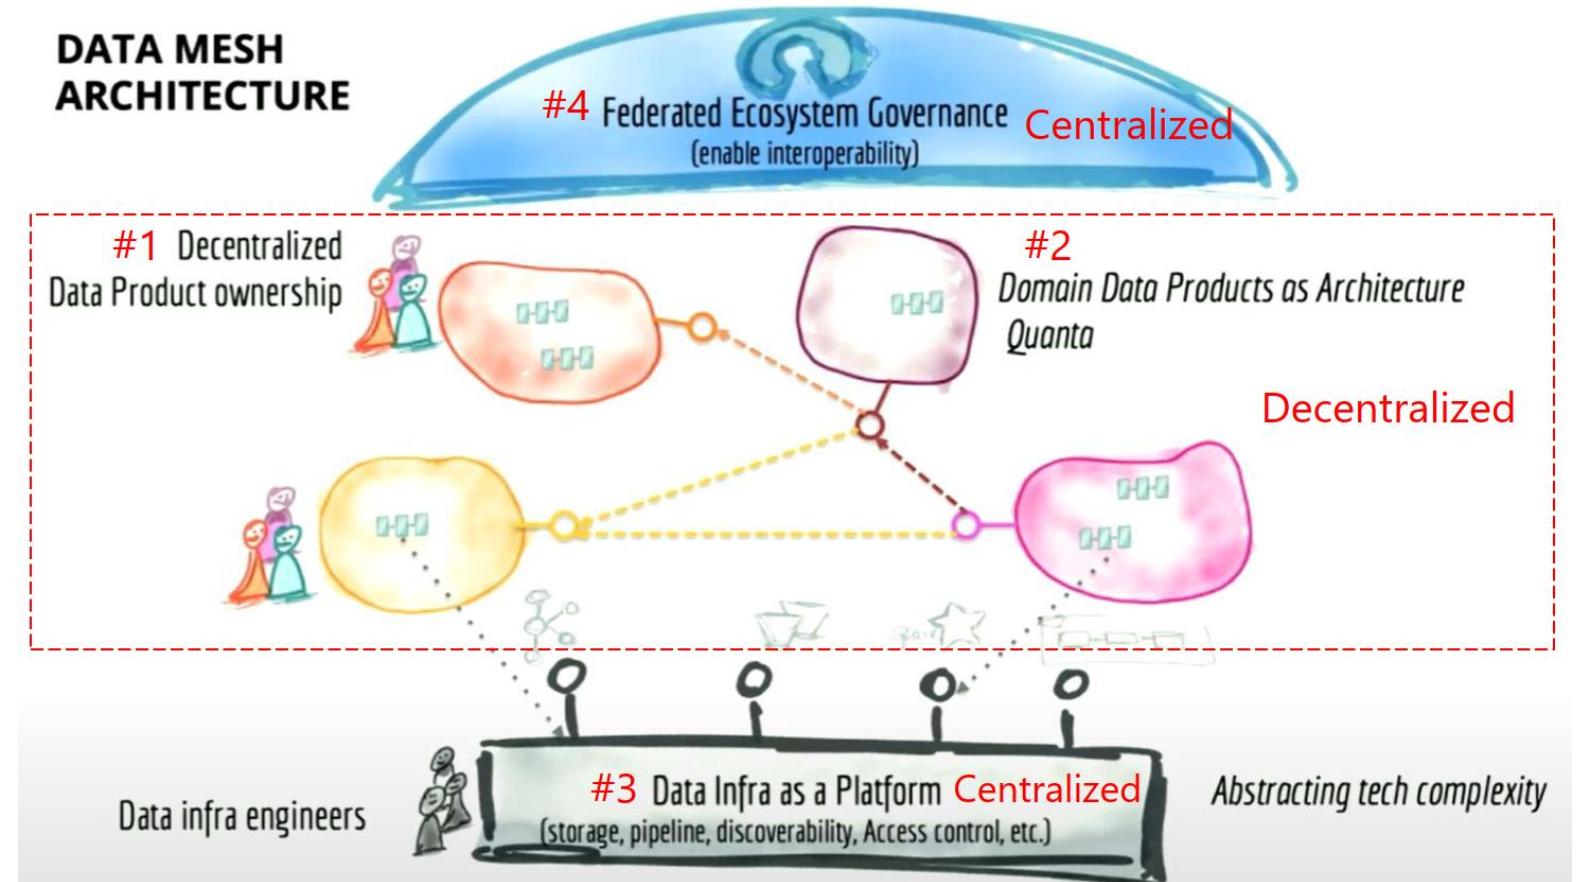 DATA MESH
ARCHITECTURE
#4 Federated Ecosystem Governance Centralized
(enable interoperability)
#1 Decentralized
Data Product ownership
#2
Domain Data Products as Architecture
Quanta
Decentralized
Data infra engineers
#3 Data Infra as a Platform Centralized
(storage, pipeline, discoverability, Access control, etc.)
Abstracting tech complexity